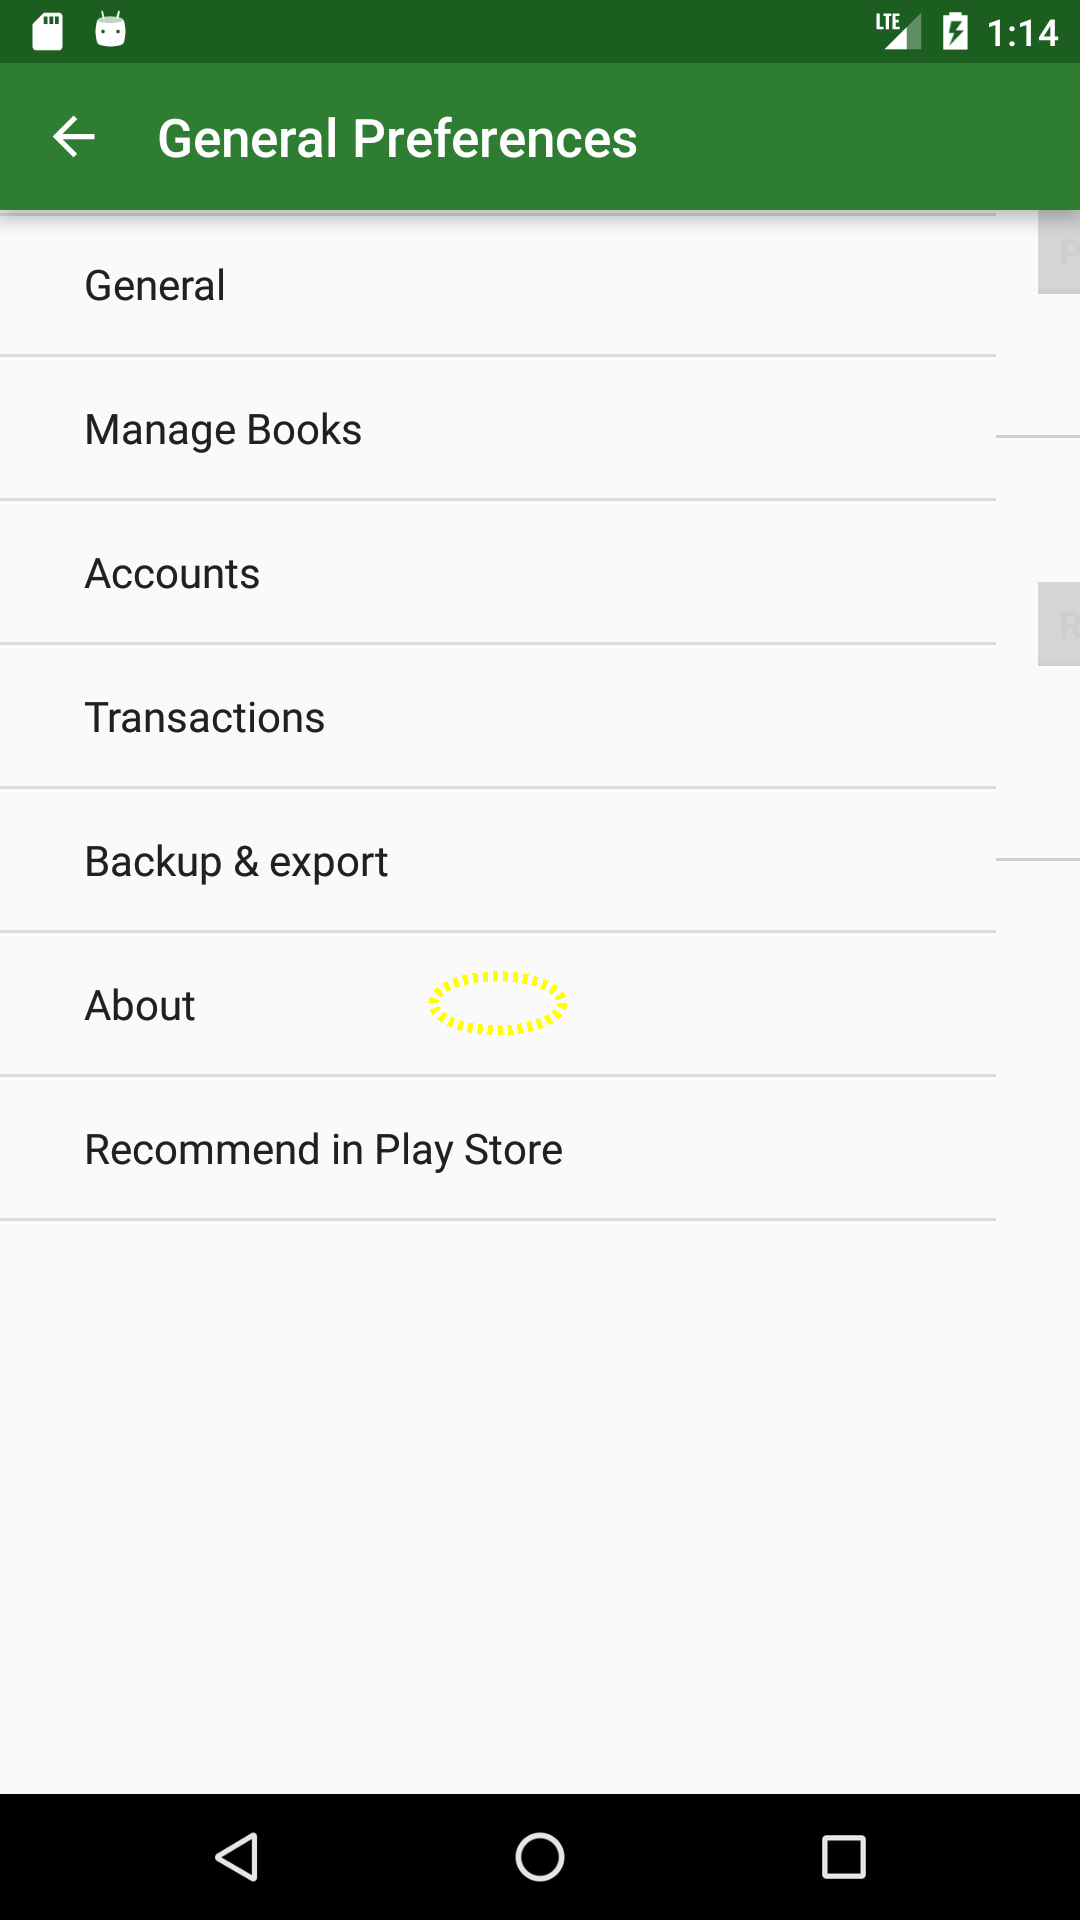 LTE 1:14
General Preferences
P
General
Manage Books
Accounts
R
Transactions
Backup & export
About
Recommend in Play Store